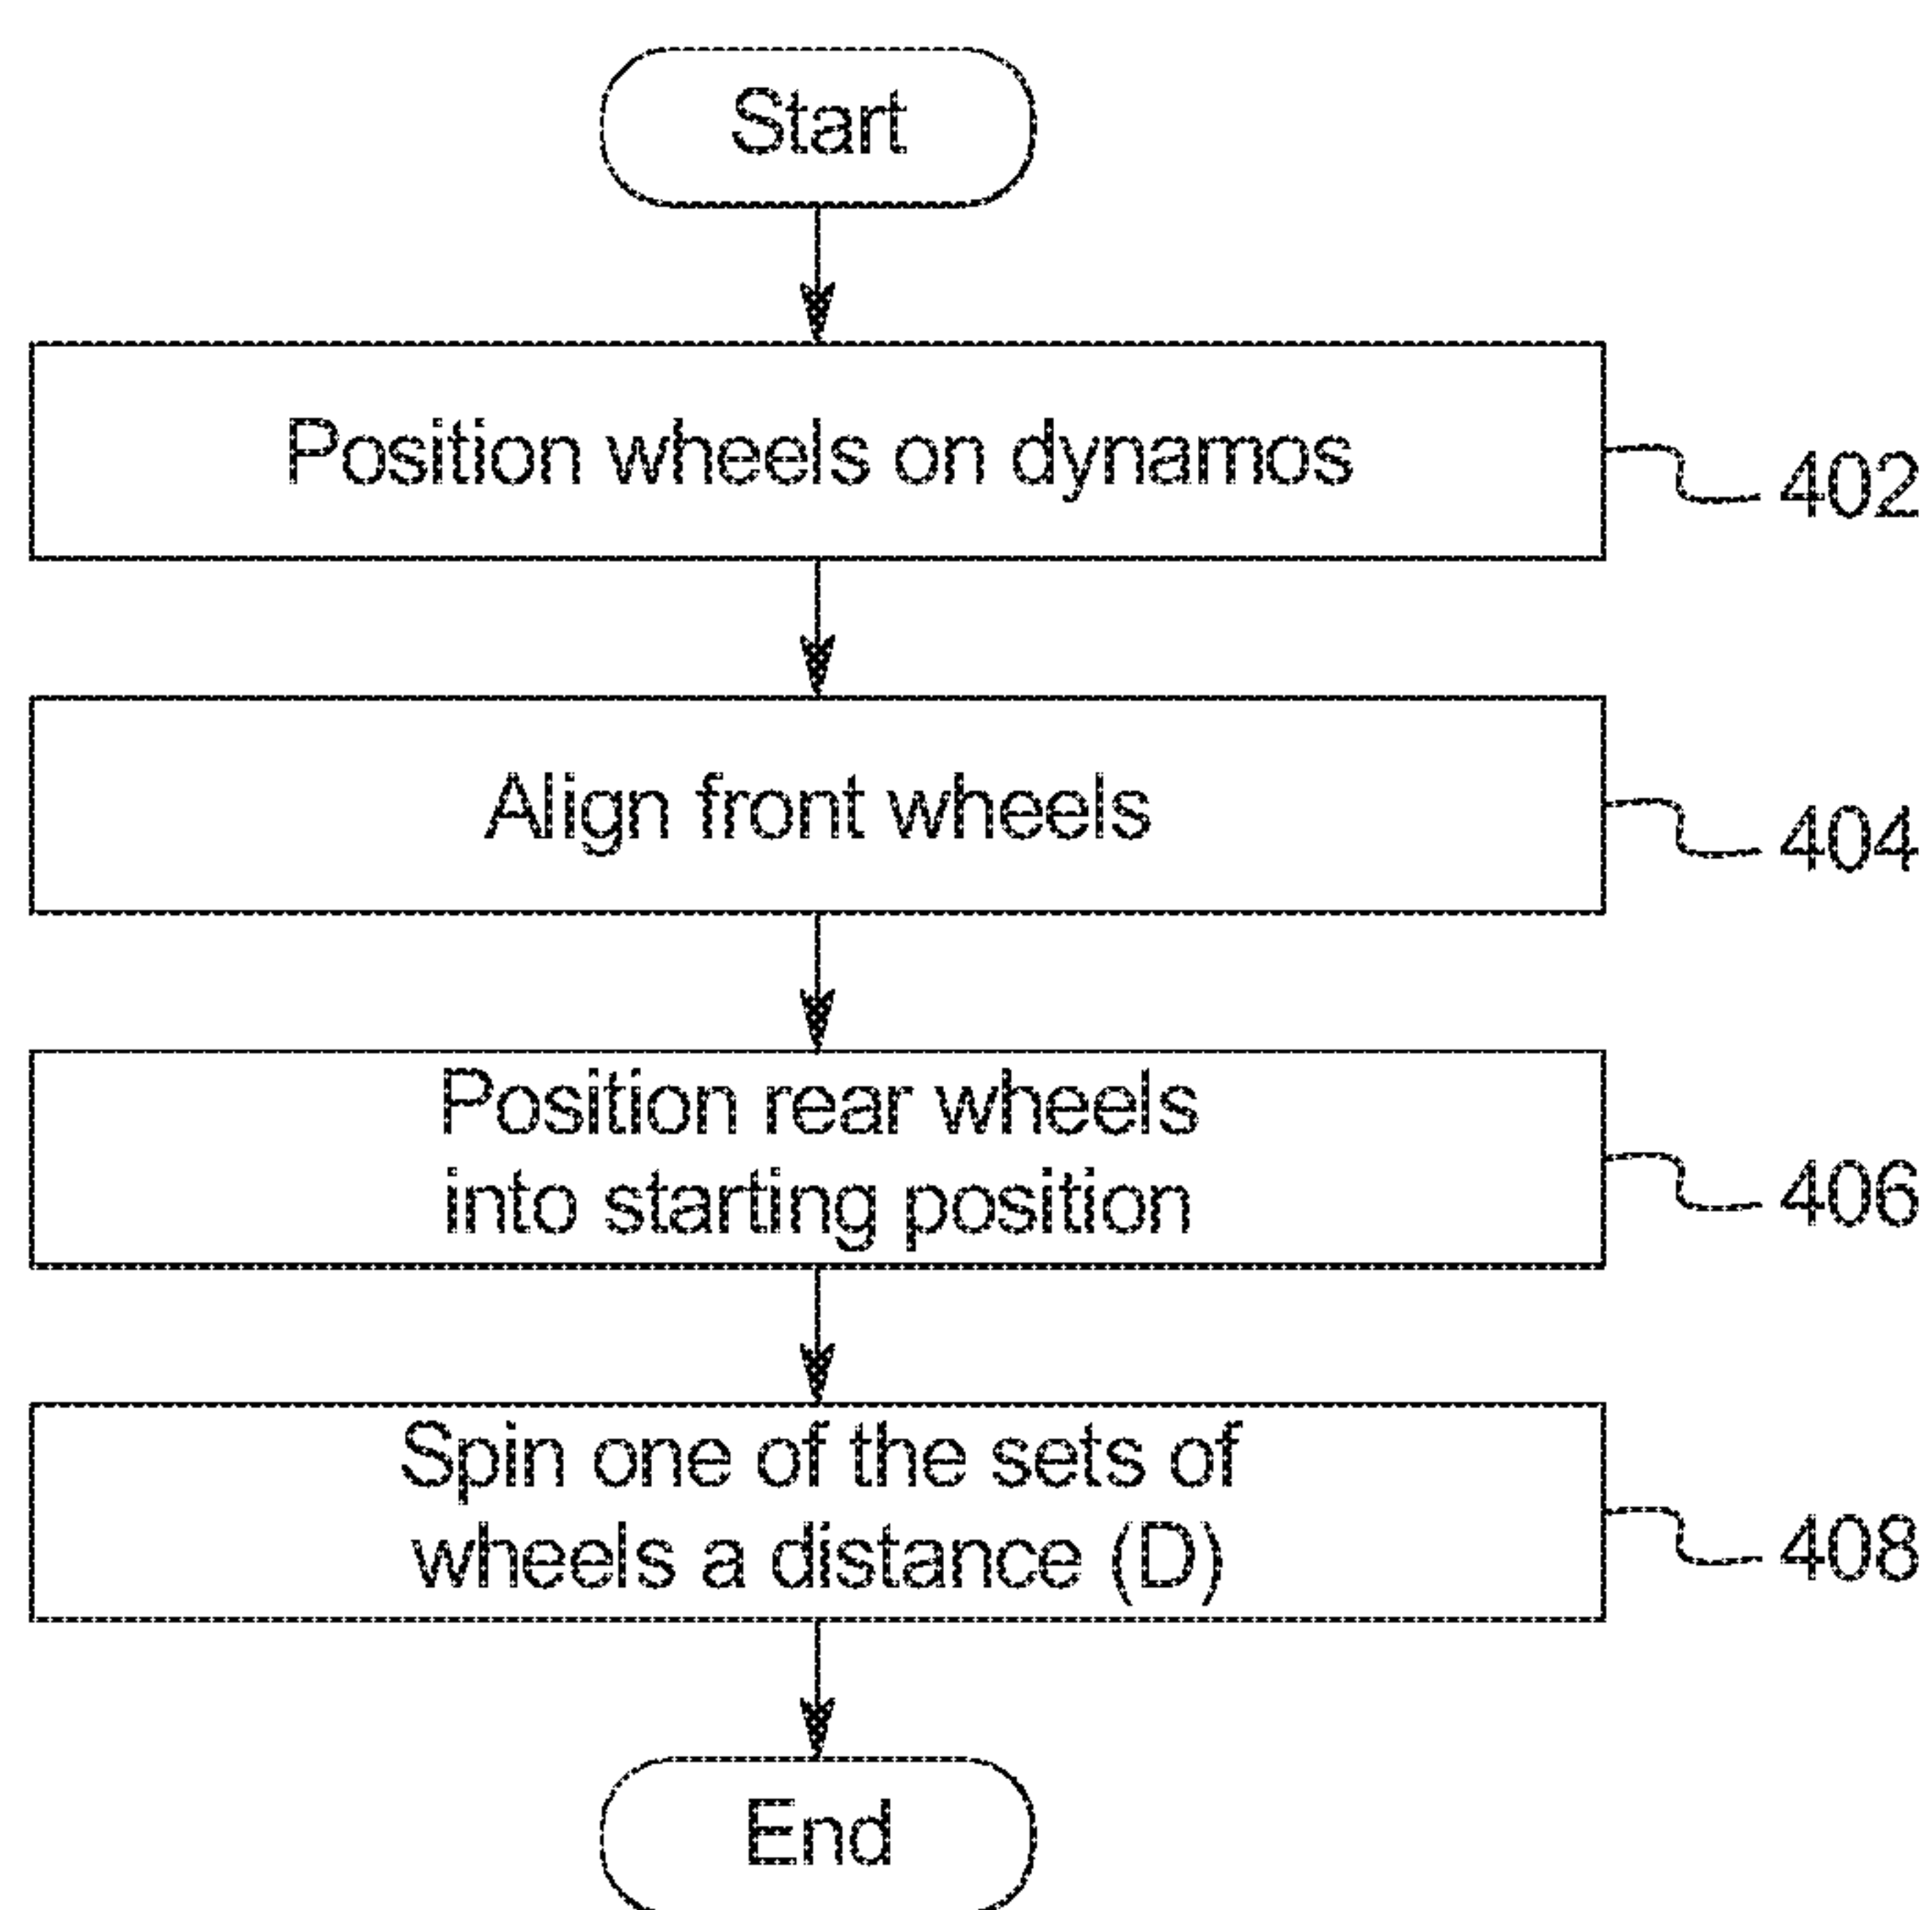 Start
Position wheels on dynamos
402
Align front wheels
404
Position rear wheels
into starting position
406
Spin one of the sets of
wheels a distance (D)
408
End